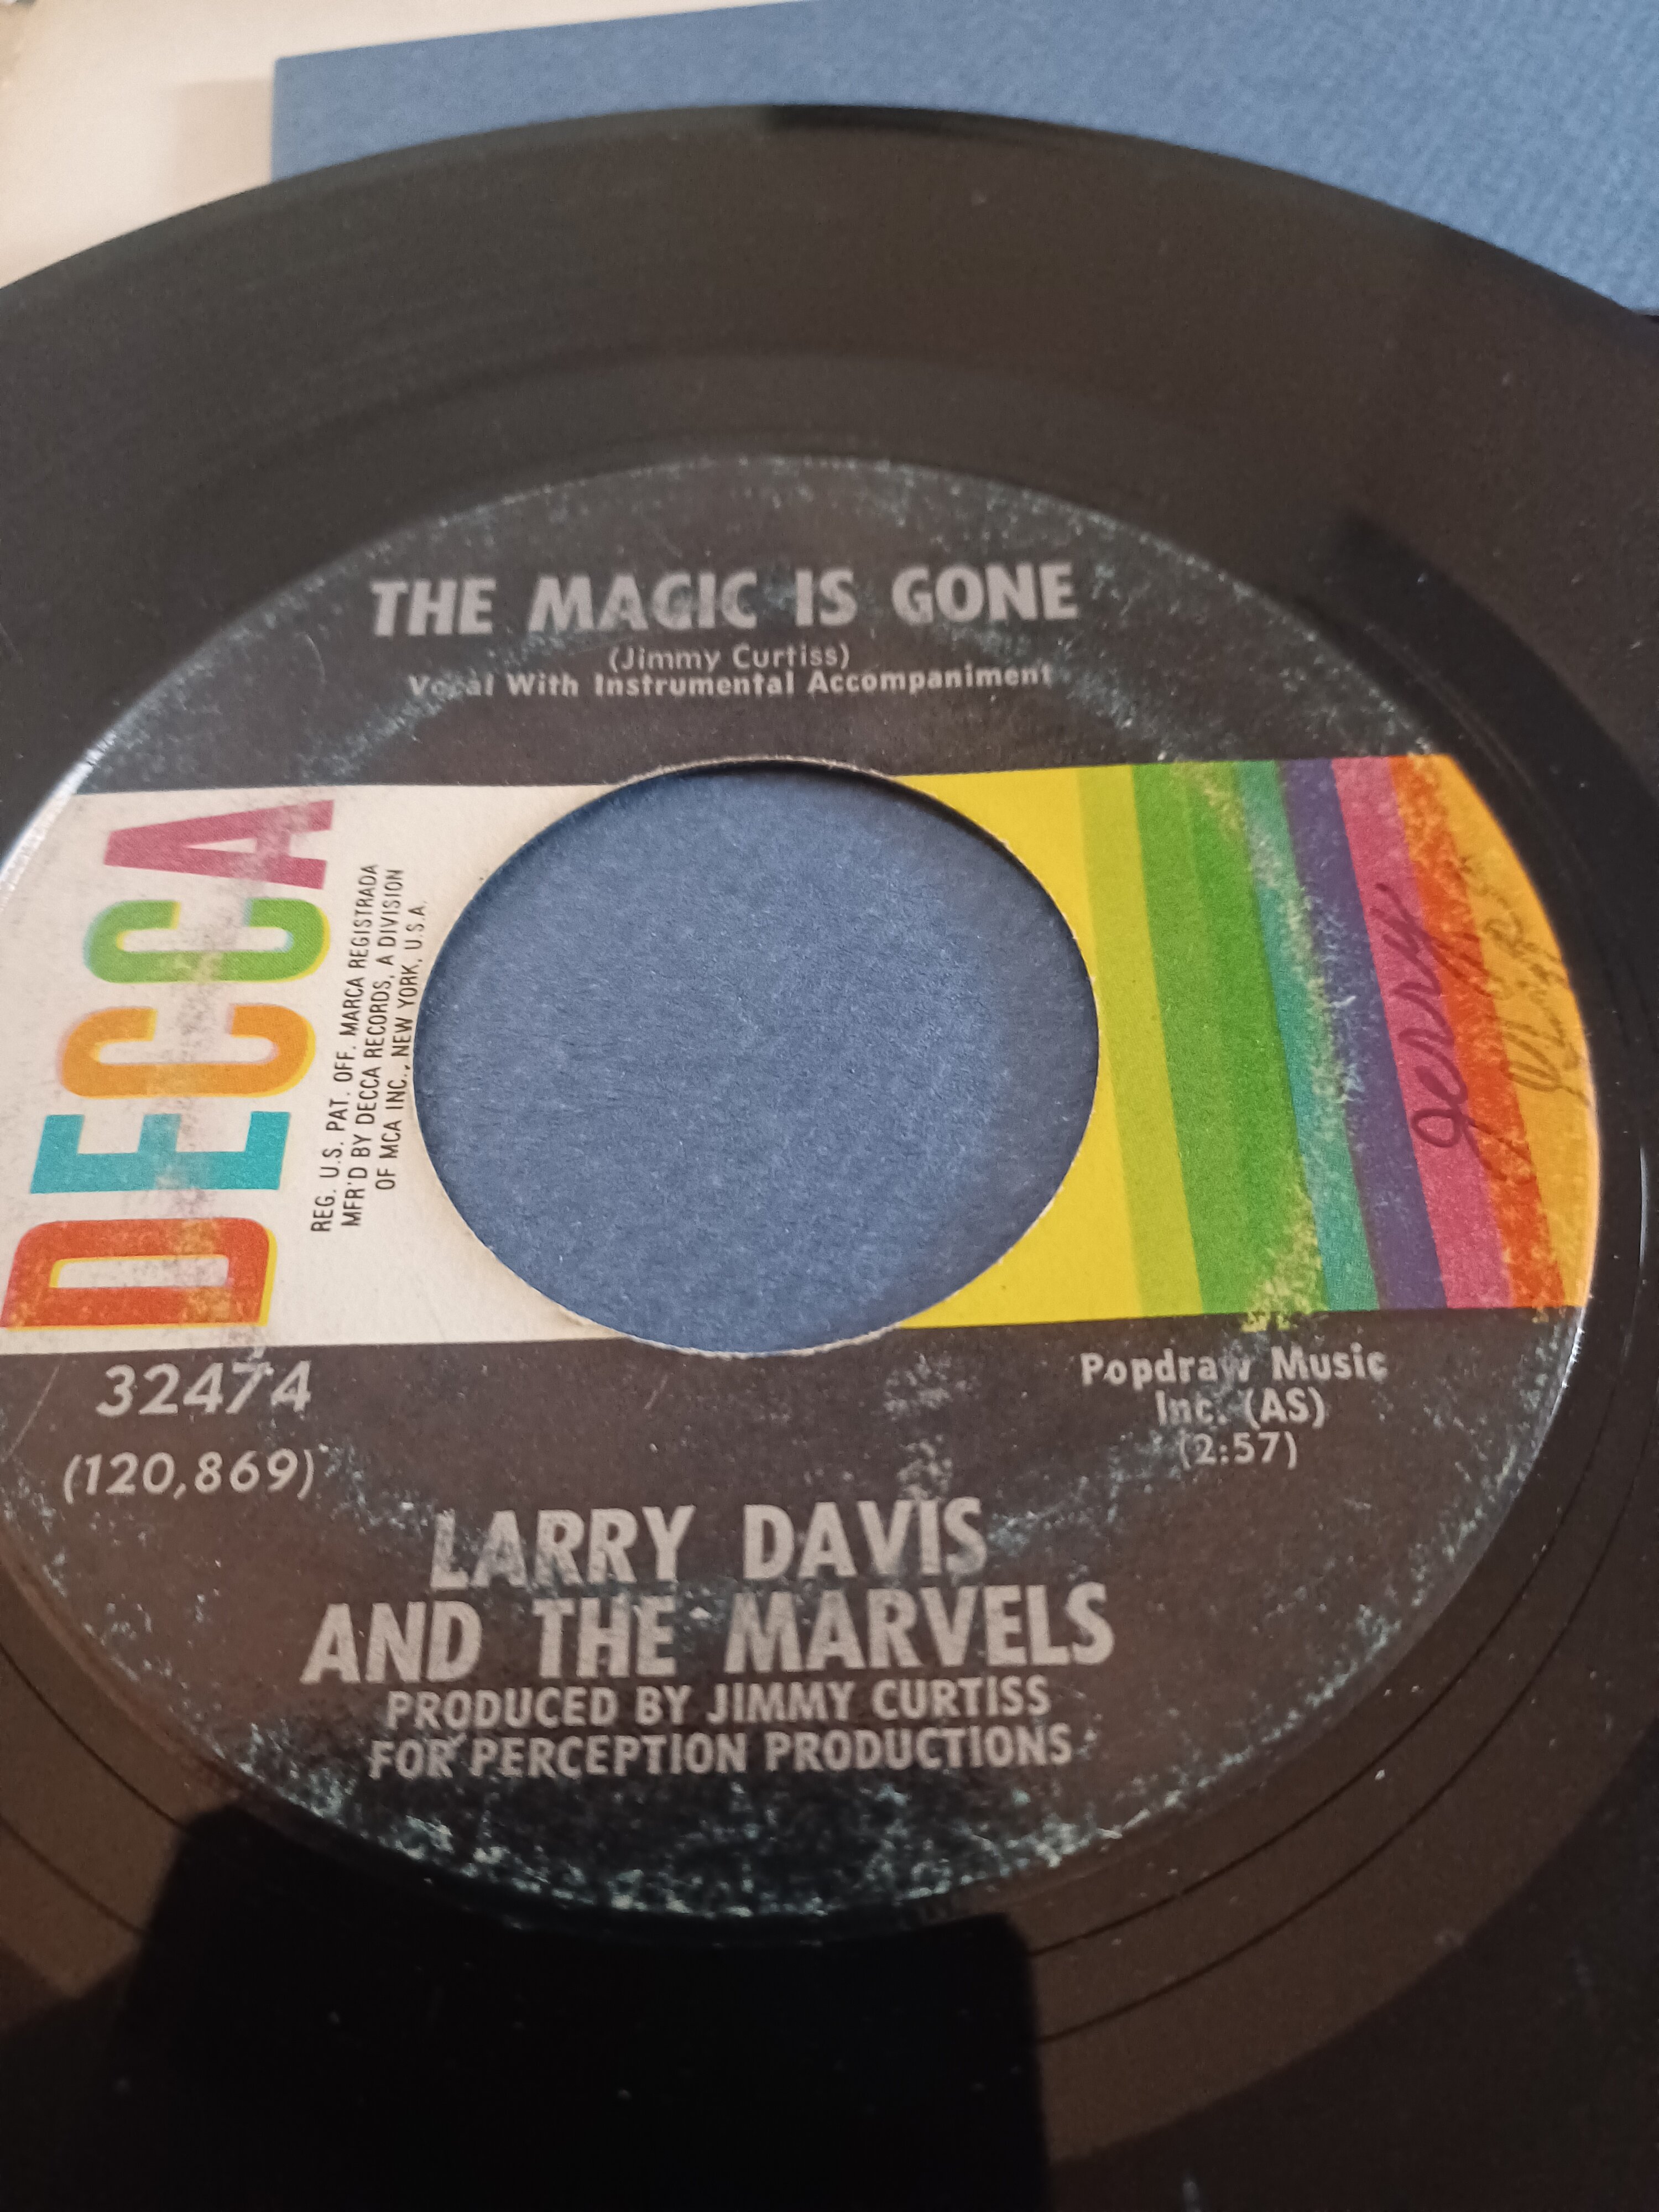 THE MAGIC IS GONE
(Jimmy Curtiss)
Vocal With Instrumental Accompaniment
DECCA
REG. U.S. PAT. OFF. MARCA REGISTRADA
MFR'D BY DECCA RECORDS, A DIVISION
OF MCA INC., NEW YORK, U.S.A.
Jerry
32474
(120,869)
Popdraw Music
Inc. (AS)
(2:57)
LARRY DAVIS
AND THE MARVELS
PRODUCED BY JIMMY CURTISS
FOR PERCEPTION PRODUCTIONS